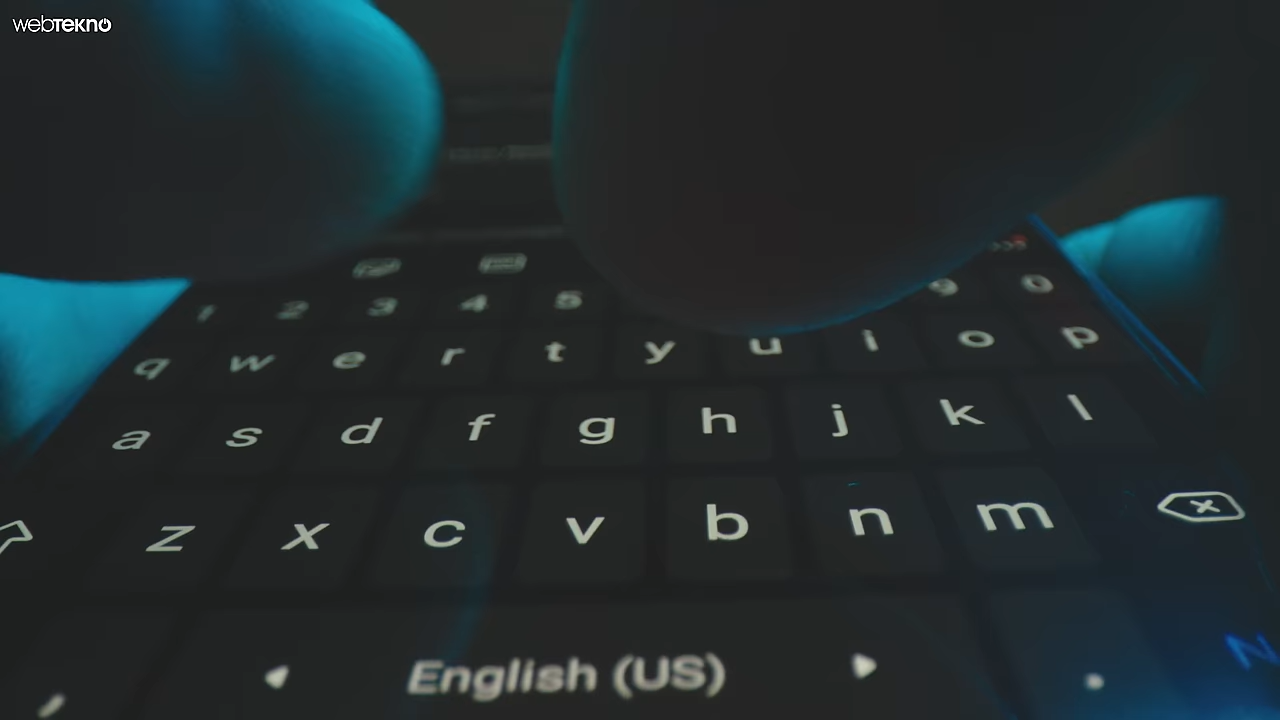 webTEKNO
1 2 3 4 5 9 0
q w e r t y u i o p
a s d f g h j k l
z x c v b n m
, English (US) .
N